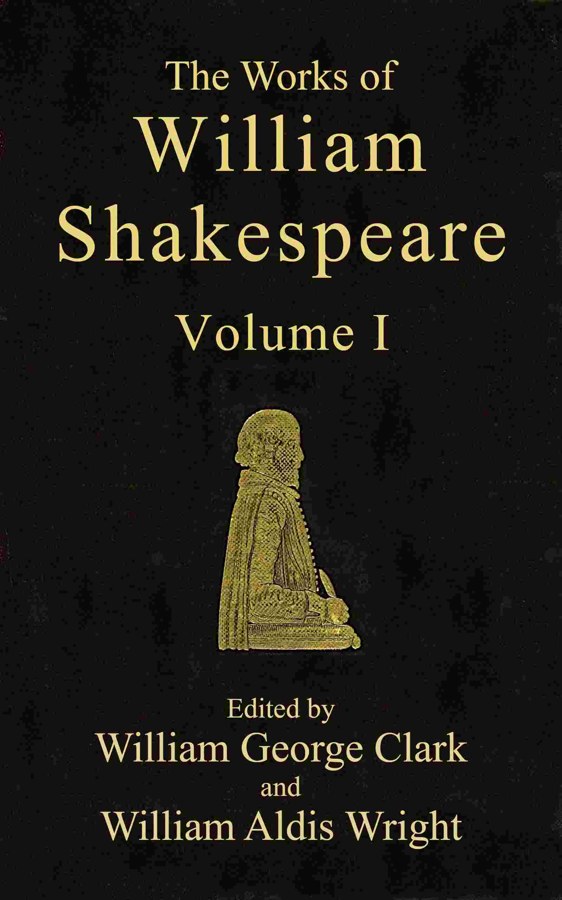 The Works of
William
Shakespeare
Volume I
Edited by
William George Clark
and
William Aldis Wright